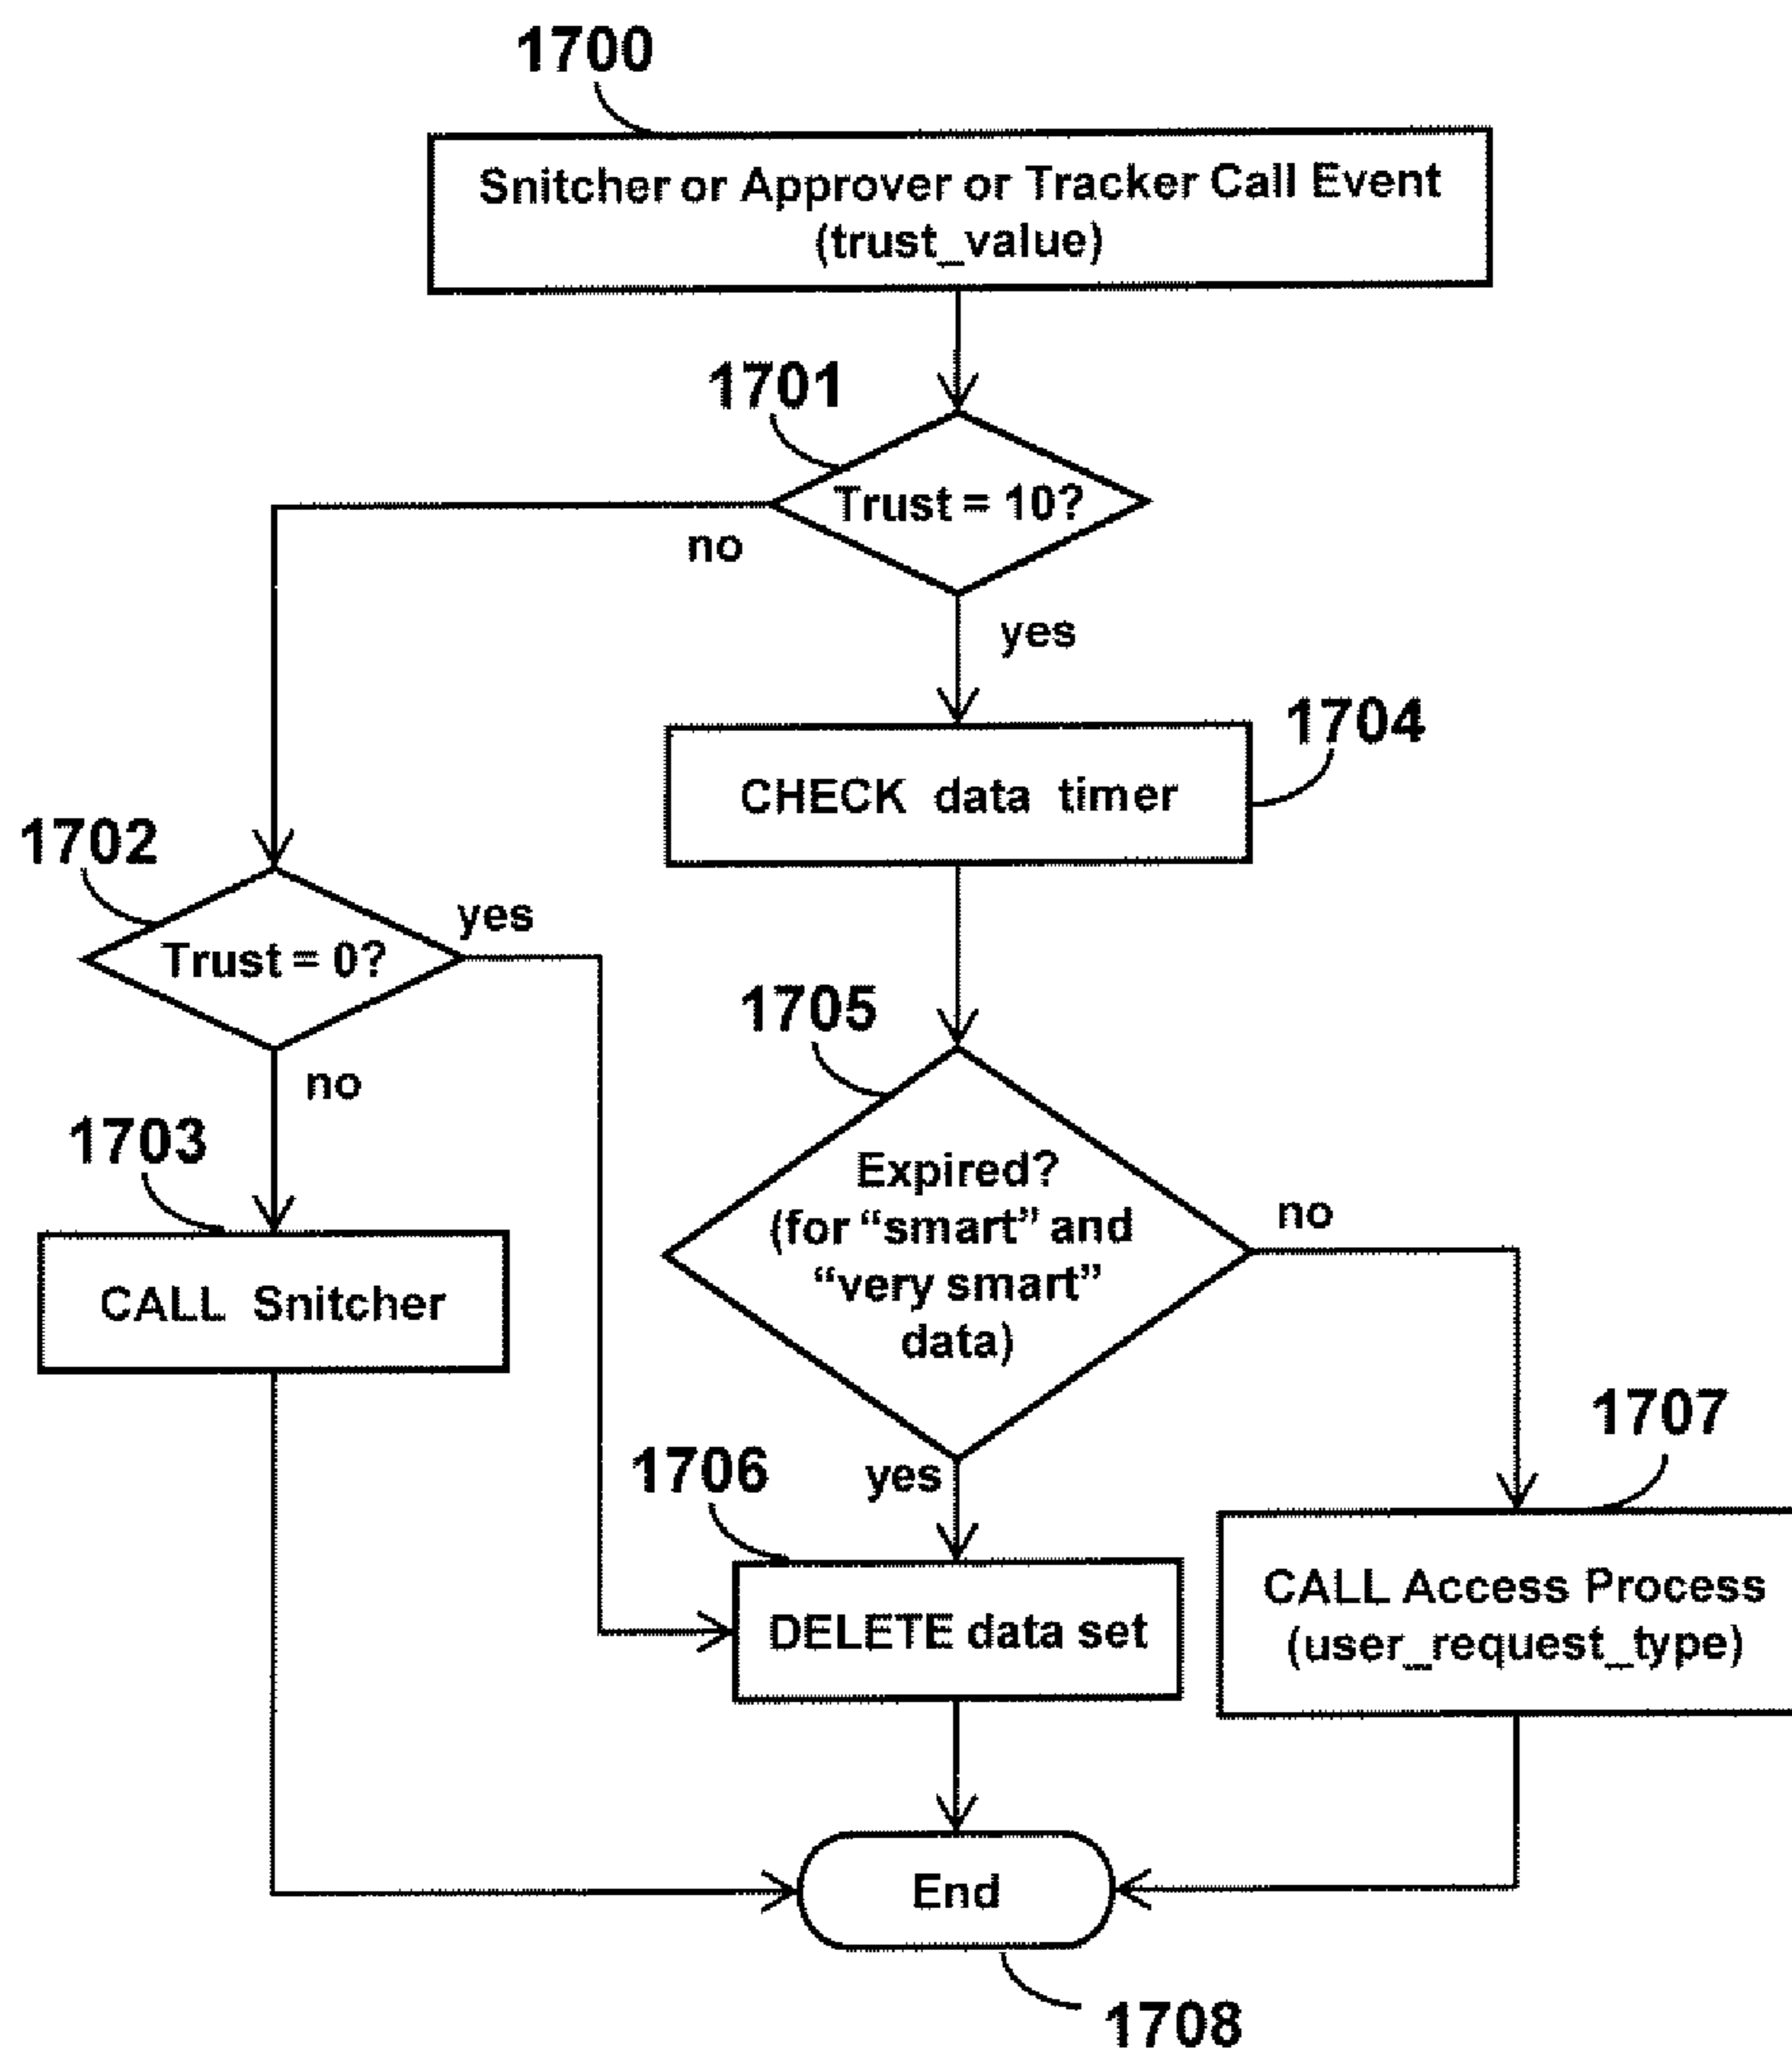 1700
Snitcher or Approver or Tracker Call Event
(trust_value)
1701
Trust = 10?
no
yes
1704
CHECK data timer
1702
Trust = 0?
yes
no
1703
CALL Snitcher
1705
Expired?
(for “smart” and
“very smart”
data)
no
yes
1706
DELETE data set
1707
CALL Access Process
(user_request_type)
End
1708